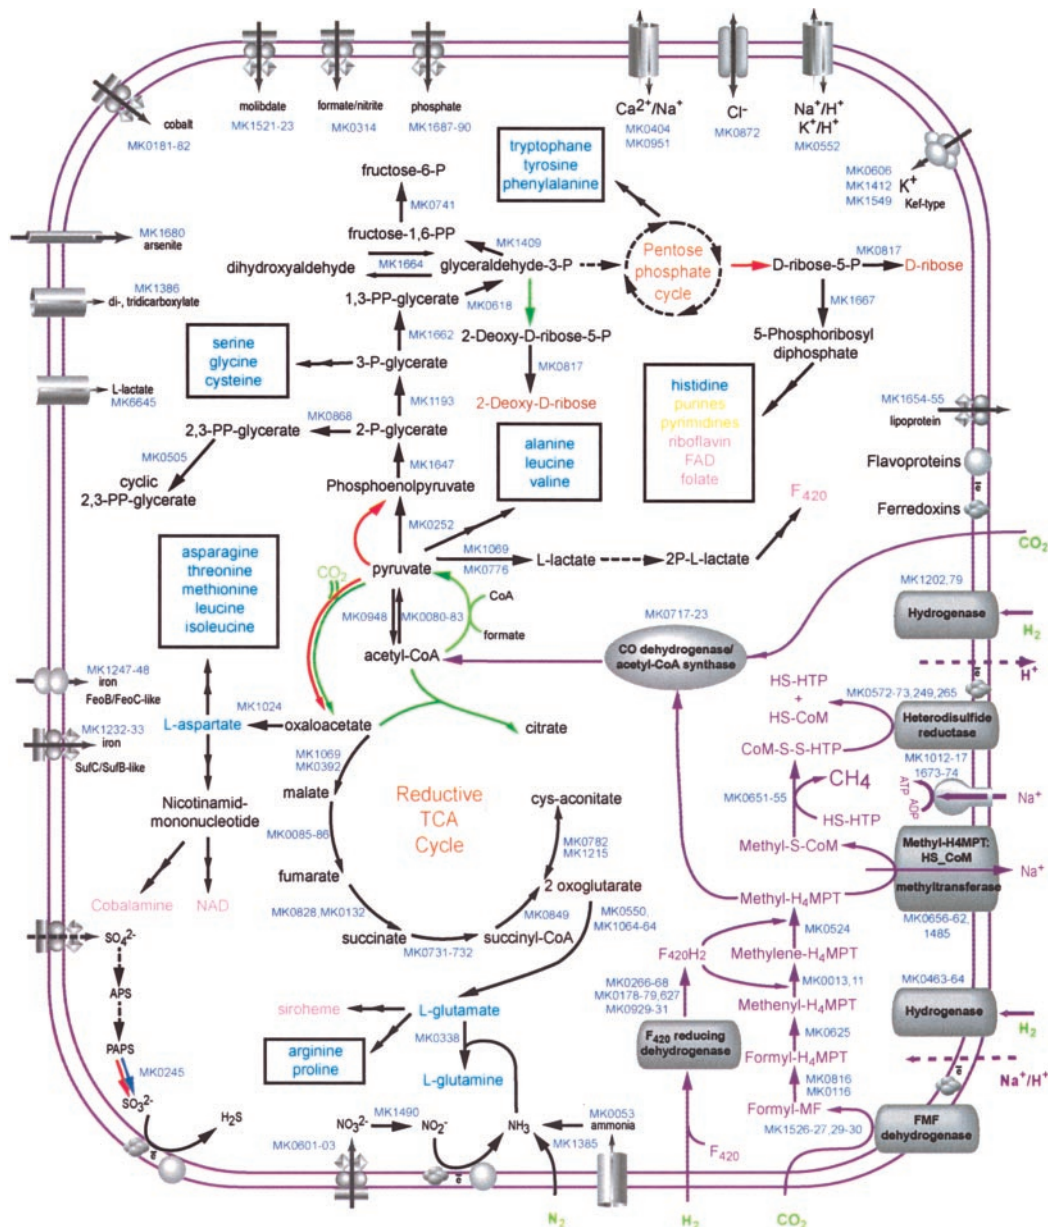 cobalt
MK0181-82
molibdate
MK1521-23
formate/nitrite
MK0314
phosphate
MK1687-90
Ca²⁺/Na⁺
MK0404
MK0951
Cl⁻
MK0872
Na⁺/H⁺
K⁺/H⁺
MK0552
MK0606
MK1412
MK1549
K⁺
Kef-type
tryptophane
tyrosine
phenylalanine
fructose-6-P
MK0741
fructose-1,6-PP
MK1409
MK1680
arsenite
dihydroxyaldehyde
MK1664
glyceraldehyde-3-P
Pentose
phosphate
cycle
D-ribose-5-P
MK0817
D-ribose
MK1386
di-, tridicarboxylate
1,3-PP-glycerate
MK0618
MK1667
MK1662
2-Deoxy-D-ribose-5-P
5-Phosphoribosyl
diphosphate
serine
glycine
cysteine
3-P-glycerate
MK0817
L-lactate
MK6645
MK1193
2-Deoxy-D-ribose
histidine
purines
pyrimidines
riboflavin
FAD
folate
MK1654-55
lipoprotein
2,3-PP-glycerate
MK0868
2-P-glycerate
alanine
leucine
valine
MK0505
cyclic
2,3-PP-glycerate
MK1647
Phosphoenolpyruvate
Flavoproteins
F₄₂₀
Ferredoxins
MK0252
asparagine
threonine
methionine
leucine
isoleucine
MK1069
MK0776
L-lactate
2P-L-lactate
CO₂
CO₂
pyruvate
MK1202,79
Hydrogenase
H₂
MK0948
MK0080-83
CoA
formate
MK0717-23
CO dehydrogenase/
acetyl-CoA synthase
acetyl-CoA
H⁺
MK1247-48
iron
FeoB/FeoC-like
HS-HTP
+
HS-CoM
MK0572-73,249,265
Heterodisulfide
reductase
MK1024
L-aspartate
oxaloacetate
citrate
MK1232-33
iron
SufC/SufB-like
CoM-S-S-HTP
MK1012-17
1673-74
MK1069
MK0392
malate
Reductive
TCA
Cycle
cys-aconitate
CH₄
MK0651-55
HS-HTP
ATP
ADP
Na⁺
Nicotinamid-
mononucleotide
MK0085-86
MK0782
MK1215
Methyl-S-CoM
Methyl-H4MPT:
HS_CoM
methyltransferase
Na⁺
fumarate
2 oxoglutarate
Cobalamine
NAD
MK0828,MK0132
MK0849
MK0550,
MK1064-64
Methyl-H₄MPT
MK0656-62,
1485
succinate
MK0731-732
succinyl-CoA
MK0524
SO₄²⁻
F₄₂₀H₂
Methylene-H₄MPT
MK0266-68
MK0178-79,627
MK0929-31
MK0013,11
MK0463-64
APS
siroheme
L-glutamate
Methenyl-H₄MPT
Hydrogenase
H₂
MK0338
F₄₂₀ reducing
dehydrogenase
MK0625
PAPS
arginine
proline
Formyl-H₄MPT
MK0245
L-glutamine
MK0816
MK0116
Na⁺/H⁺
SO₃²⁻
H₂S
Formyl-MF
MK1526-27,29-30
FMF
dehydrogenase
MK0601-03
NO₃²⁻
MK1490
NO₂⁻
NH₃
MK0053
ammonia
MK1385
F₄₂₀
N₂
H₂
CO₂